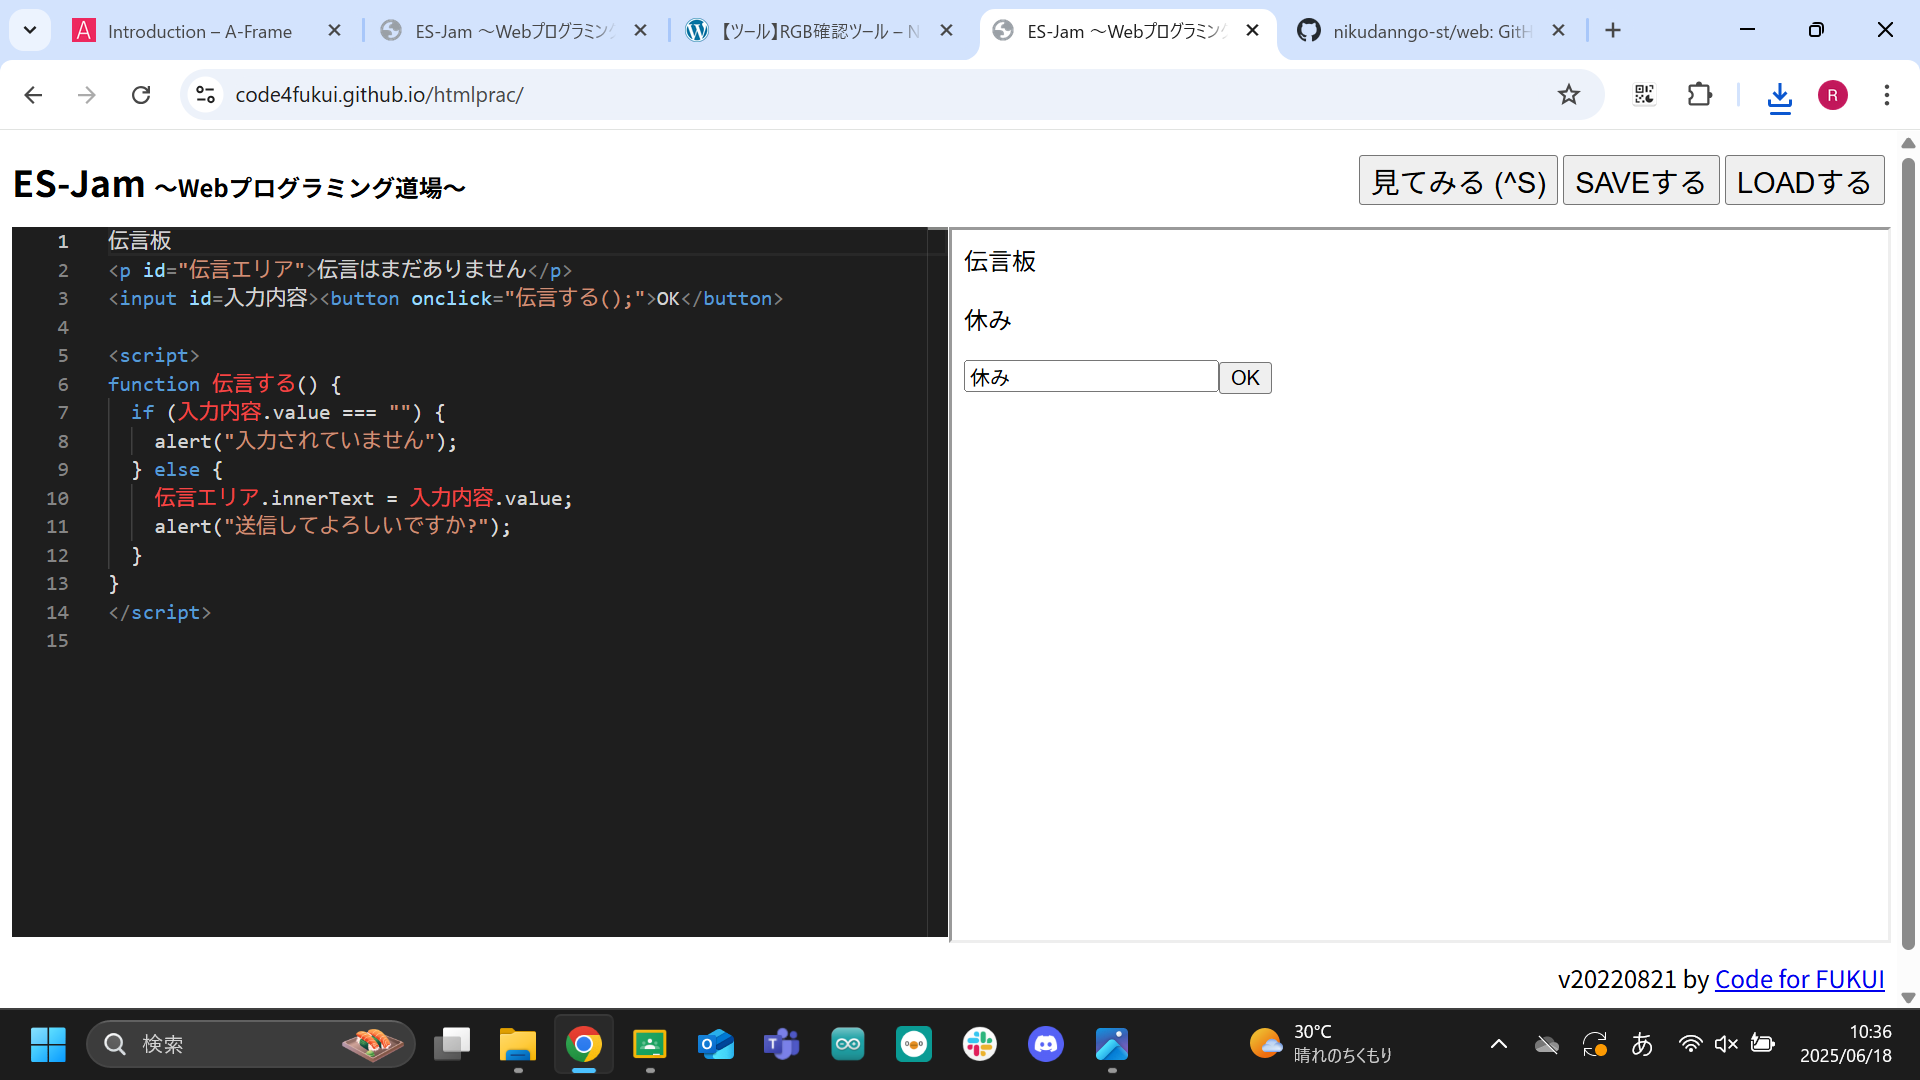 Introduction – A-Frame
ES-Jam ～Webプログラミング
【ツール】RGB確認ツール – N
ES-Jam ～Webプログラミング
nikudanngo-st/web: GitH
code4fukui.github.io/htmlprac/
R
ES-Jam ～Webプログラミング道場～
見てみる (^S)
SAVEする
LOADする
1 伝言板
2 <p id="伝言エリア">伝言はまだありません</p>
3 <input id=入力内容><button onclick="伝言する();">OK</button>
4
5 <script>
6 function 伝言する() {
7   if (入力内容.value === "") {
8     alert("入力されていません");
9   } else {
10     伝言エリア.innerText = 入力内容.value;
11     alert("送信してよろしいですか?");
12   }
13 }
14 </script>
15
伝言板
休み
休み
OK
v20220821 by Code for FUKUI
検索
30°C
晴れのちくもり
あ
10:36
2025/06/18